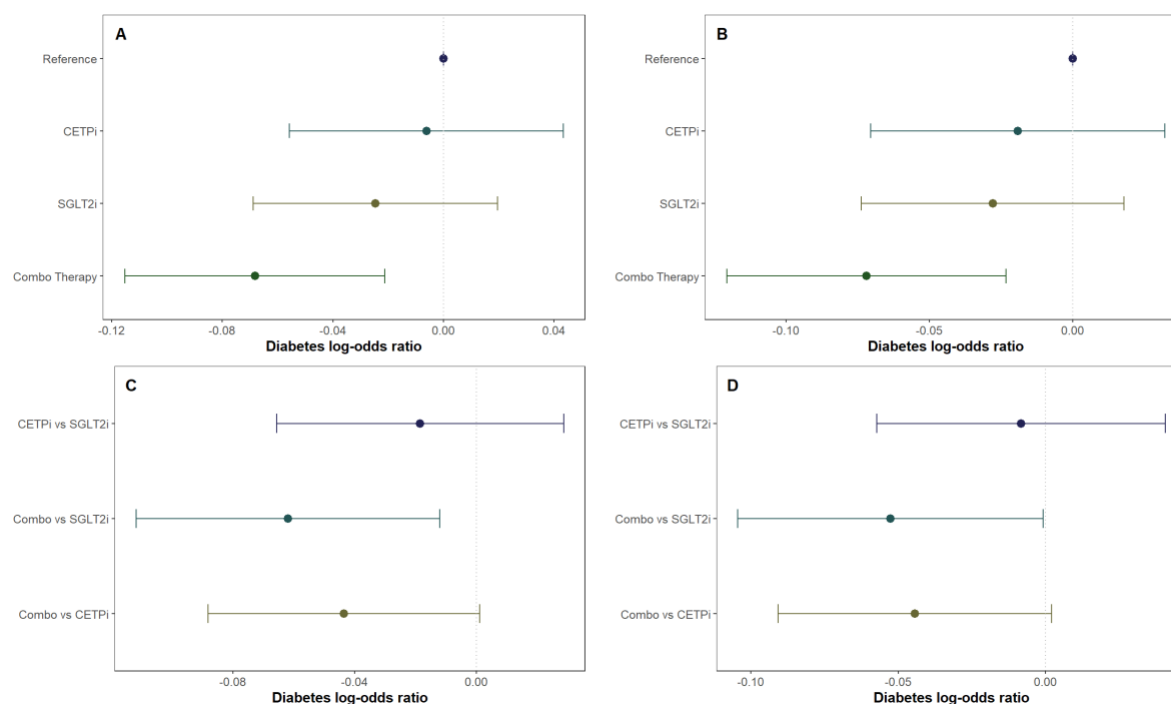 A
Reference
CETPi
SGLT2i
Combo Therapy
-0.12 -0.08 -0.04 0.00 0.04
Diabetes log-odds ratio
B
Reference
CETPi
SGLT2i
Combo Therapy
-0.10 -0.05 0.00
Diabetes log-odds ratio
C
CETPi vs SGLT2i
Combo vs SGLT2i
Combo vs CETPi
-0.08 -0.04 0.00
Diabetes log-odds ratio
D
CETPi vs SGLT2i
Combo vs SGLT2i
Combo vs CETPi
-0.10 -0.05 0.00
Diabetes log-odds ratio